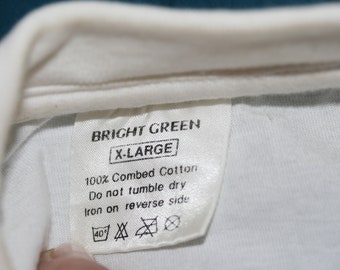 BRIGHT GREEN
X-LARGE
100% Combed Cotton
Do not tumble dry
Iron on reverse side
40°